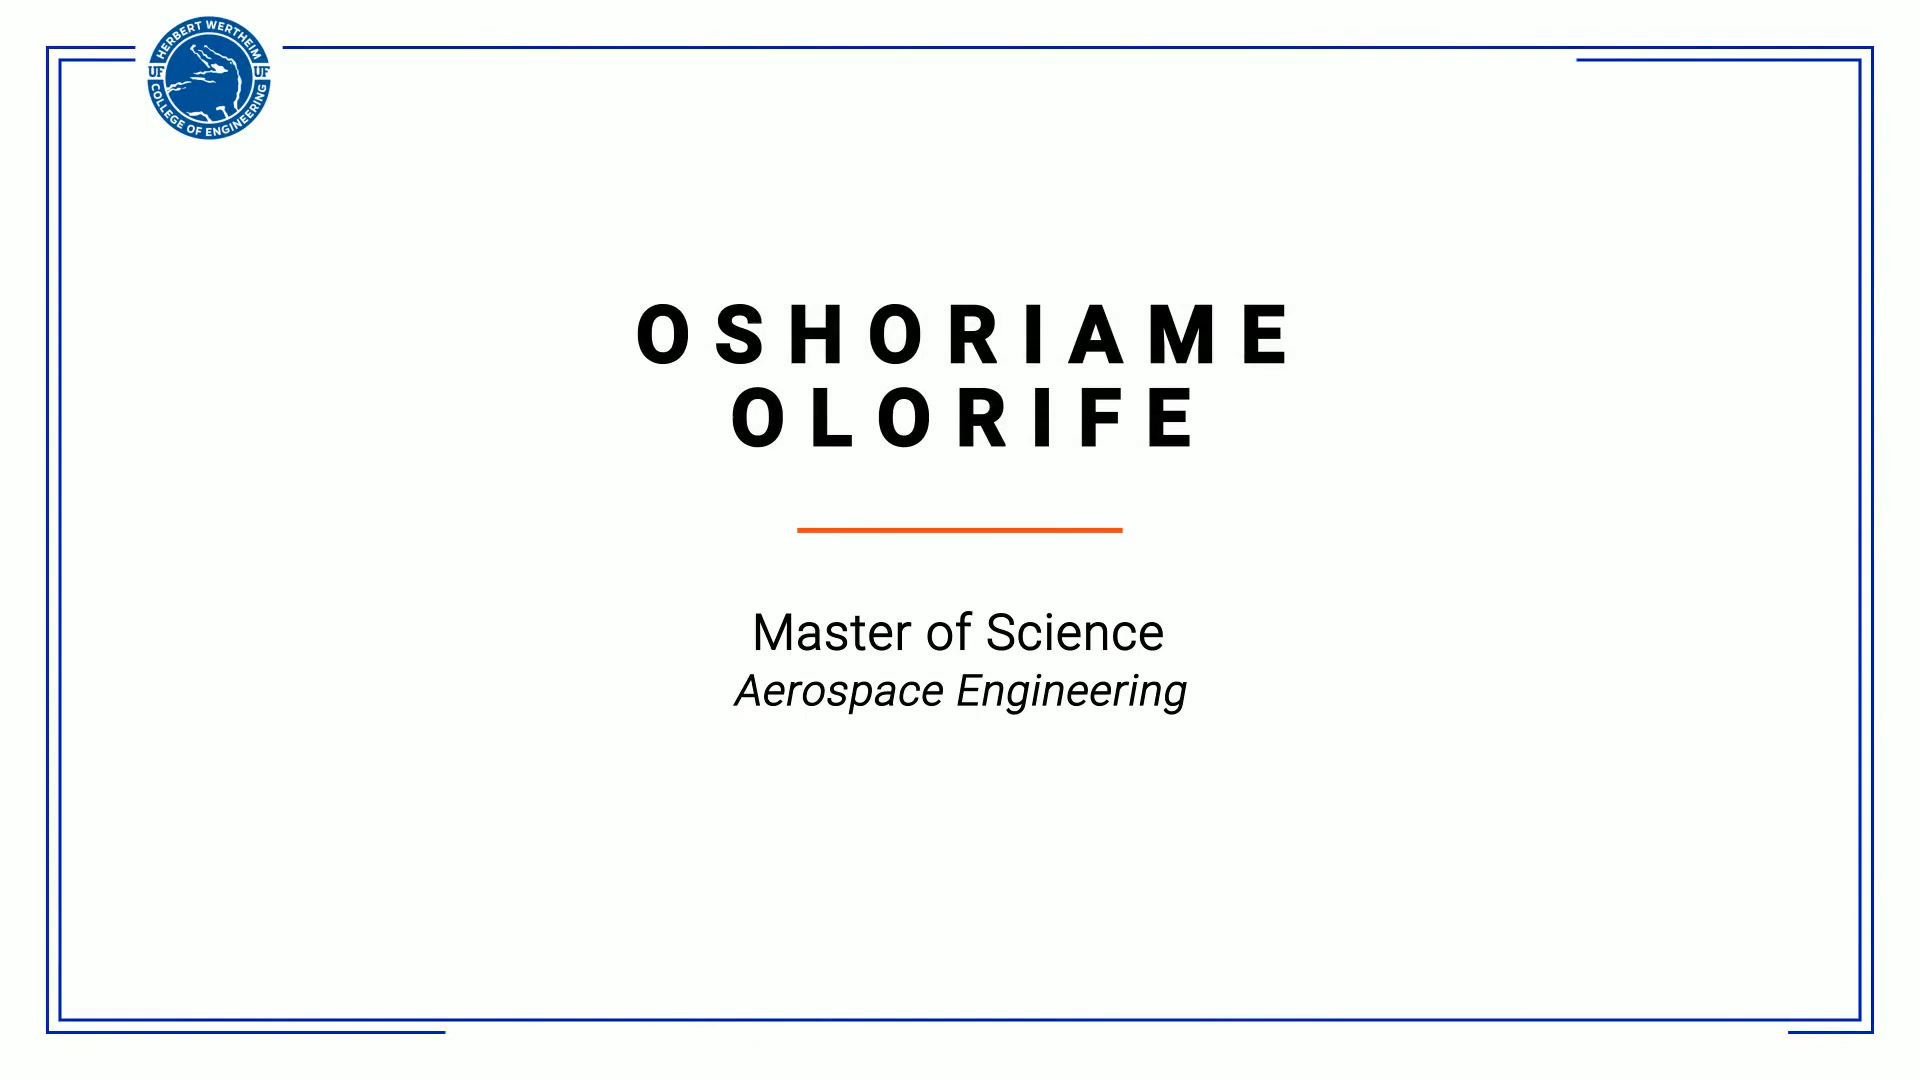 HERBERT WERTHEIM
UF UF
COLLEGE OF ENGINEERING
OSHORIAME
OLORIFE
Master of Science
Aerospace Engineering